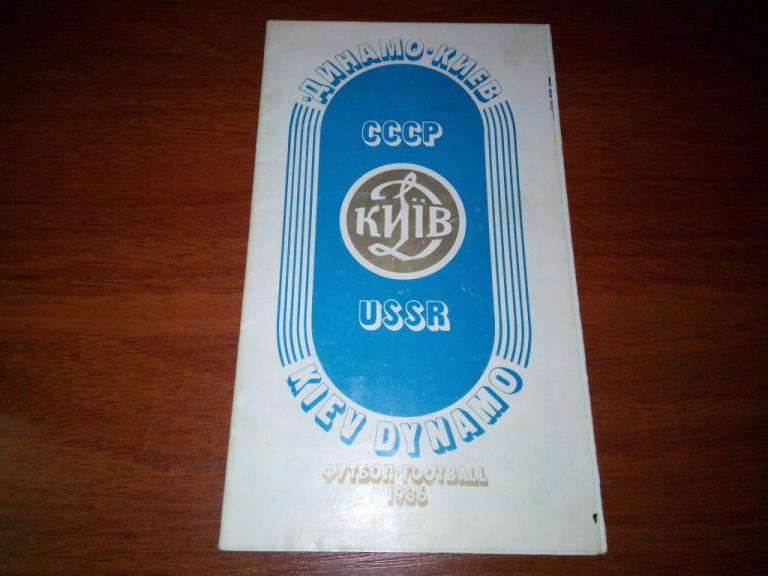 ·ДИНАМО·КИЕВ
СССР
КИЇВ
USSR
KIEV DYNAMO
ФУТБОЛ·FOOTBALL
1986